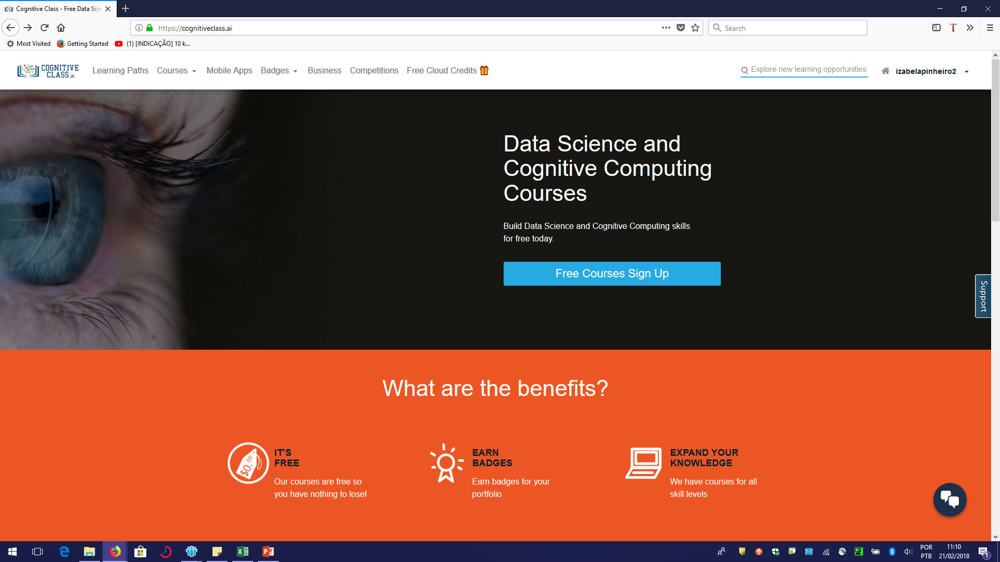 Cognitive Class - Free Data Scie
https://cognitiveclass.ai
Search
Most Visited
Getting Started
(1) [INDICAÇÃO] 10 k...
COGNITIVE
CLASS.ai
Learning Paths
Courses
Mobile Apps
Badges
Business
Competitions
Free Cloud Credits
Explore new learning opportunities
izabelapinheiro2
Data Science and
Cognitive Computing
Courses
Build Data Science and Cognitive Computing skills
for free today.
Free Courses Sign Up
Support
What are the benefits?
$0.00
IT'S
FREE
Our courses are free so
you have nothing to lose!
EARN
BADGES
Earn badges for your
portfolio
EXPAND YOUR
KNOWLEDGE
We have courses for all
skill levels
POR
PTB
11:10
21/02/2018
1